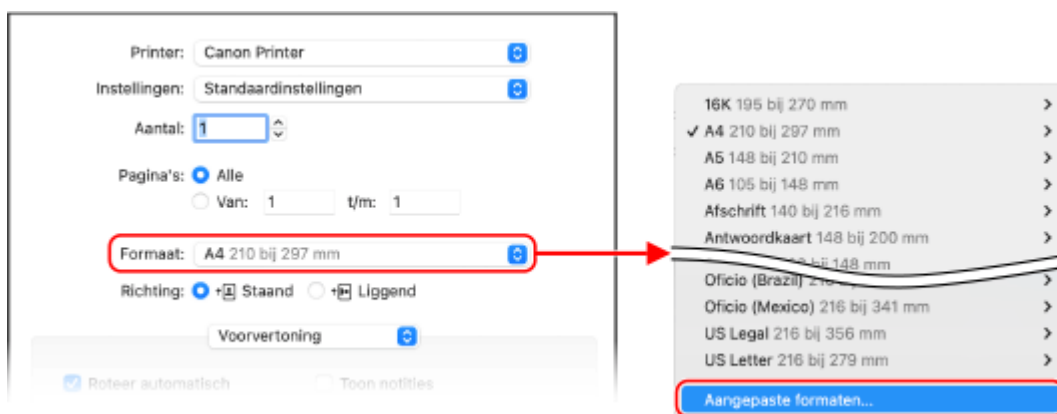 Printer: Canon Printer
Instellingen: Standaardinstellingen
Aantal: 1
Pagina's: Alle
Van: 1 t/m: 1
Formaat: A4 210 bij 297 mm
Richting: Staand Liggend
Voorvertoning
Roteer automatisch Toon notities
16K 195 bij 270 mm
A4 210 bij 297 mm
A5 148 bij 210 mm
A6 105 bij 148 mm
Afschrift 140 bij 216 mm
Antwoordkaart 148 bij 200 mm
bij 148 mm
Oficio (Brazil)
Oficio (Mexico) 216 bij 341 mm
US Legal 216 bij 356 mm
US Letter 216 bij 279 mm
Aangepaste formaten...